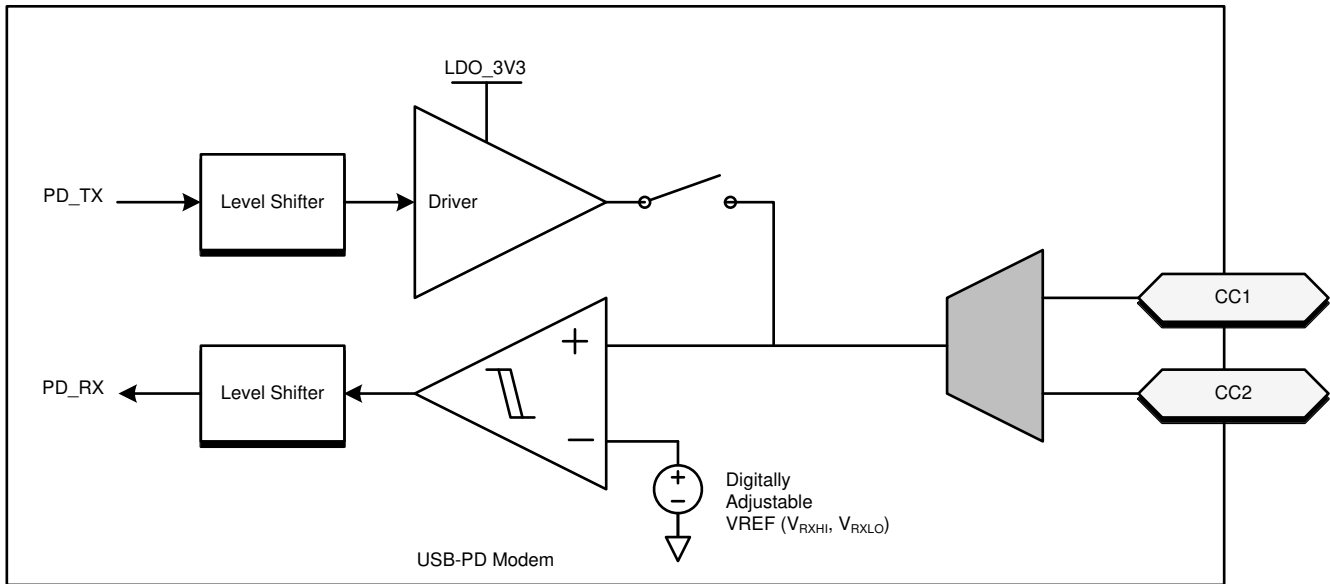 LDO_3V3
PD_TX
Level Shifter
Driver
CC1
PD_RX
Level Shifter
CC2
Digitally
Adjustable
VREF (VRXHI, VRXLO)
USB-PD Modem